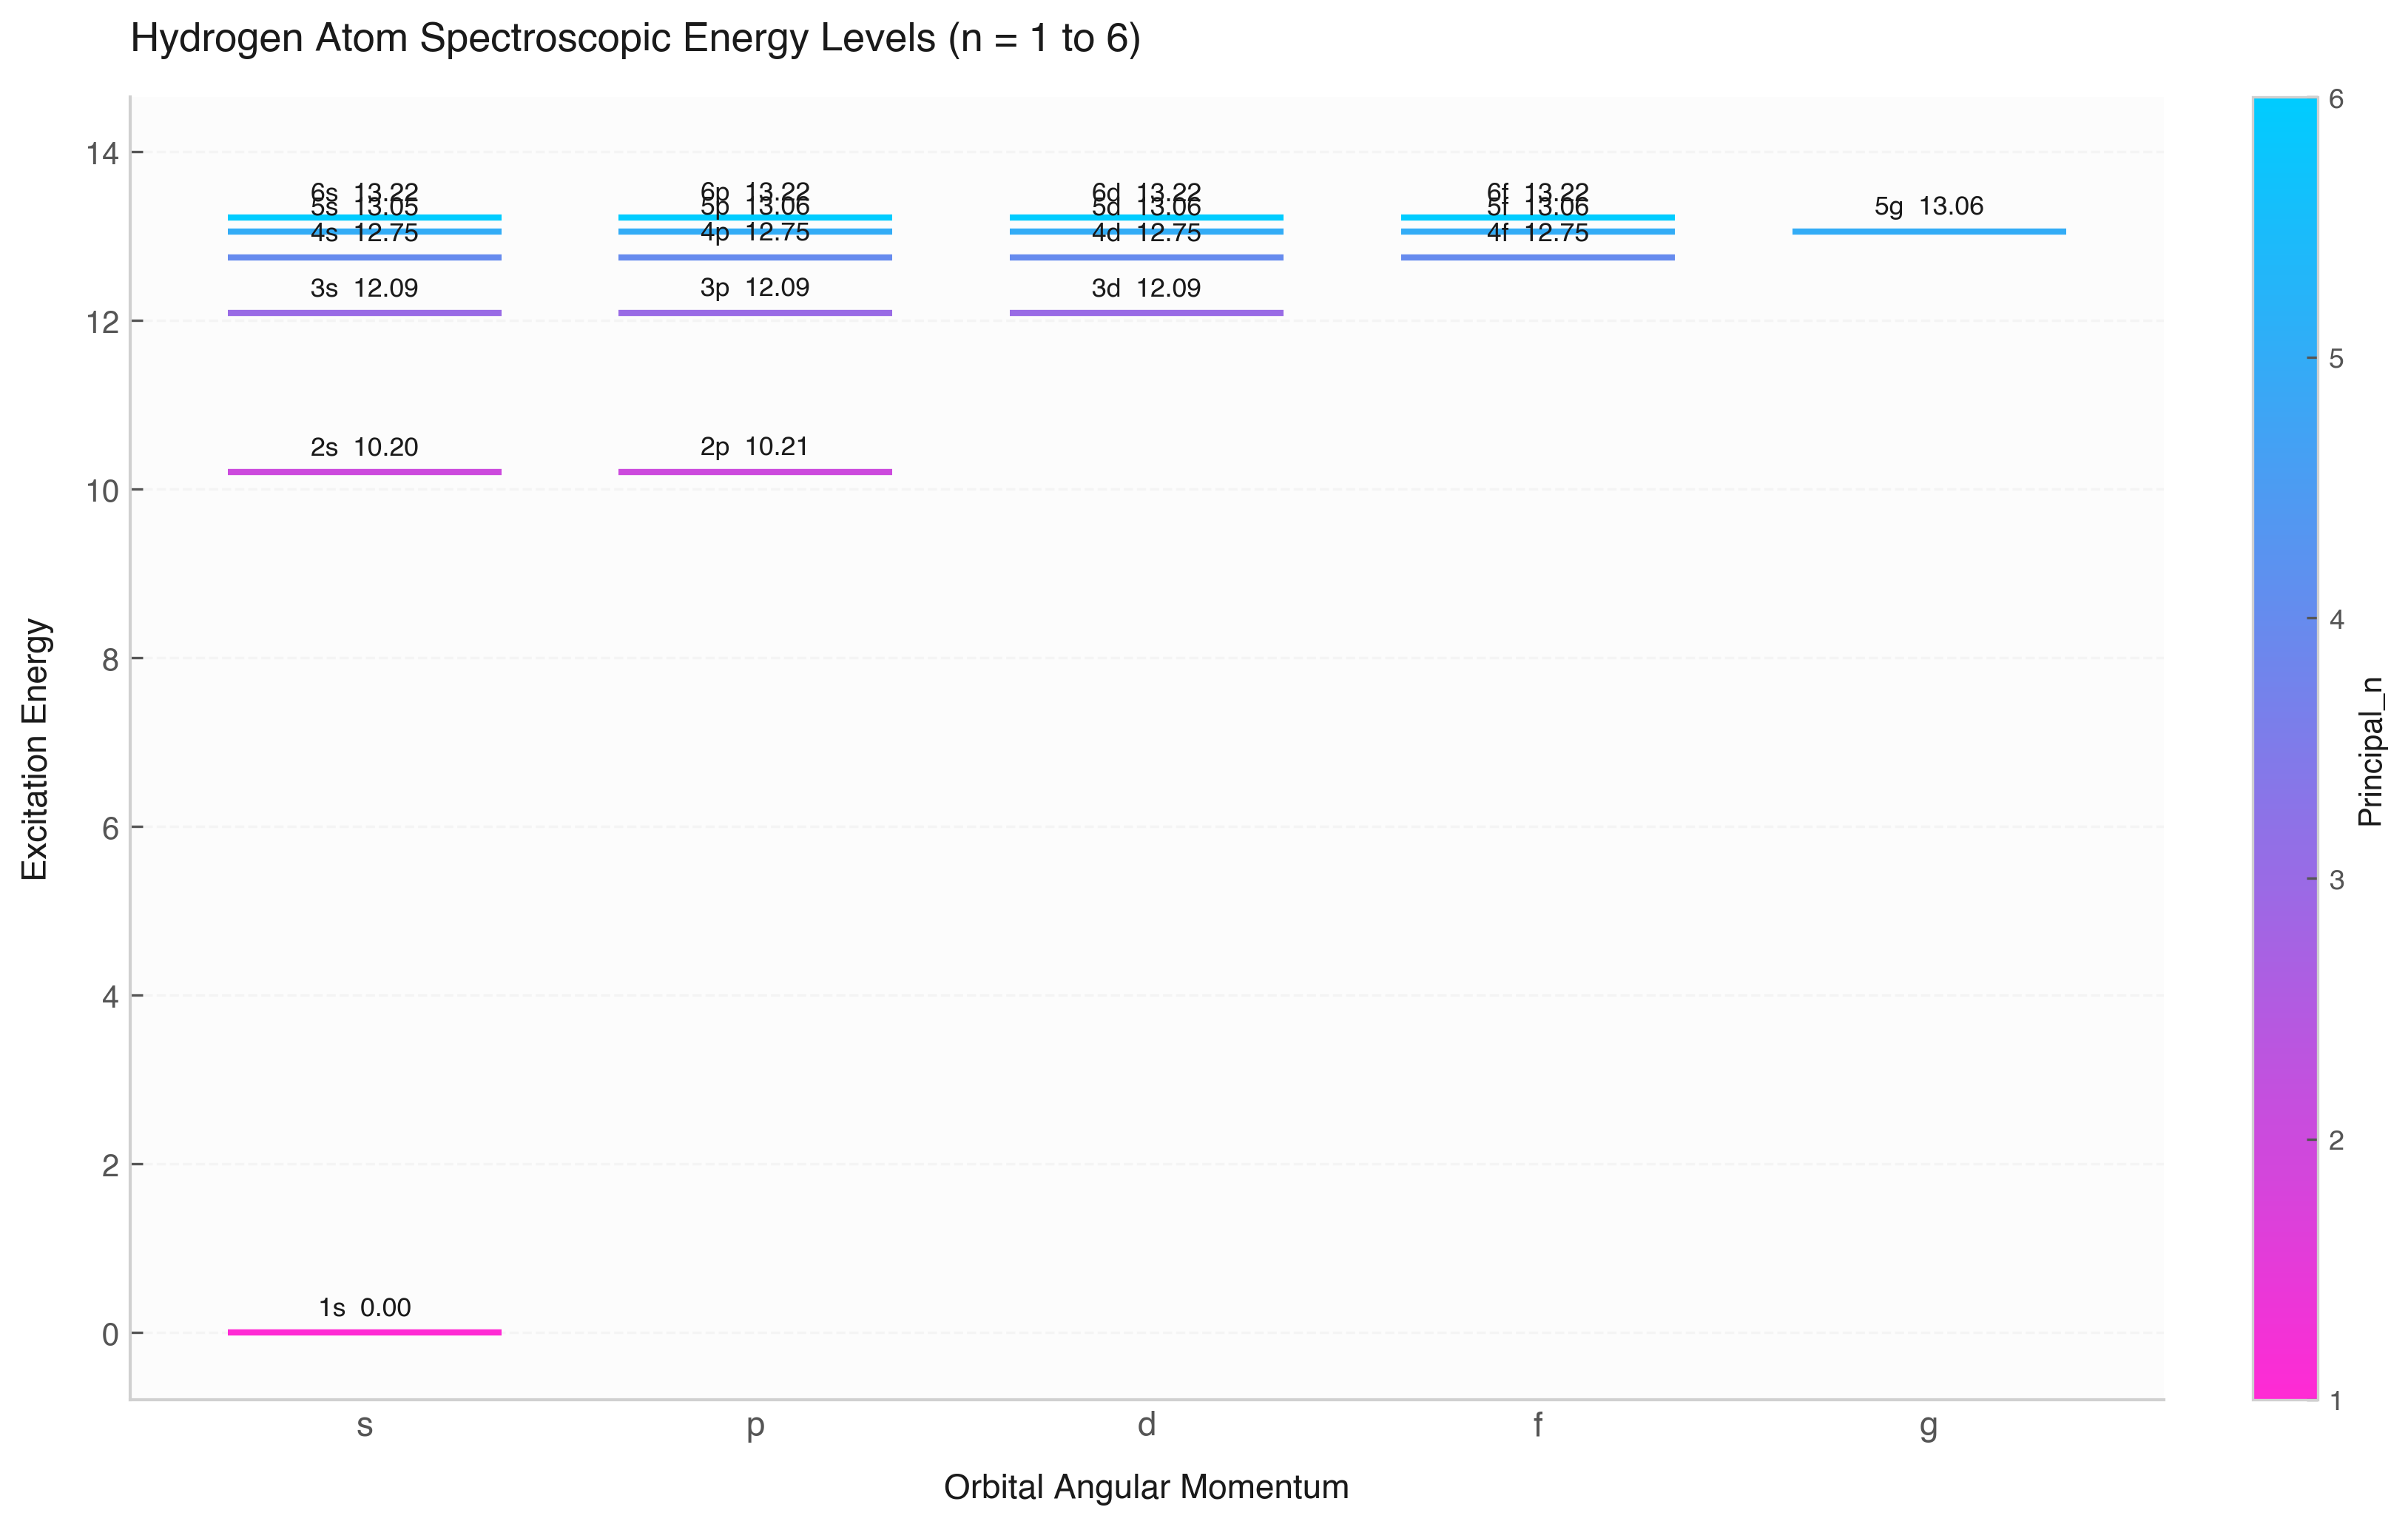 Hydrogen Atom Spectroscopic Energy Levels (n = 1 to 6)
Excitation Energy
14
12
10
8
6
4
2
0
6s 13.22
6p 13.22
6d 13.22
6f 13.22
5s 13.05
5p 13.06
5d 13.06
5f 13.06
5g 13.06
4s 12.75
4p 12.75
4d 12.75
4f 12.75
3s 12.09
3p 12.09
3d 12.09
2s 10.20
2p 10.21
1s 0.00
s
p
d
f
g
Orbital Angular Momentum
6
5
4
3
2
1
Principal_n